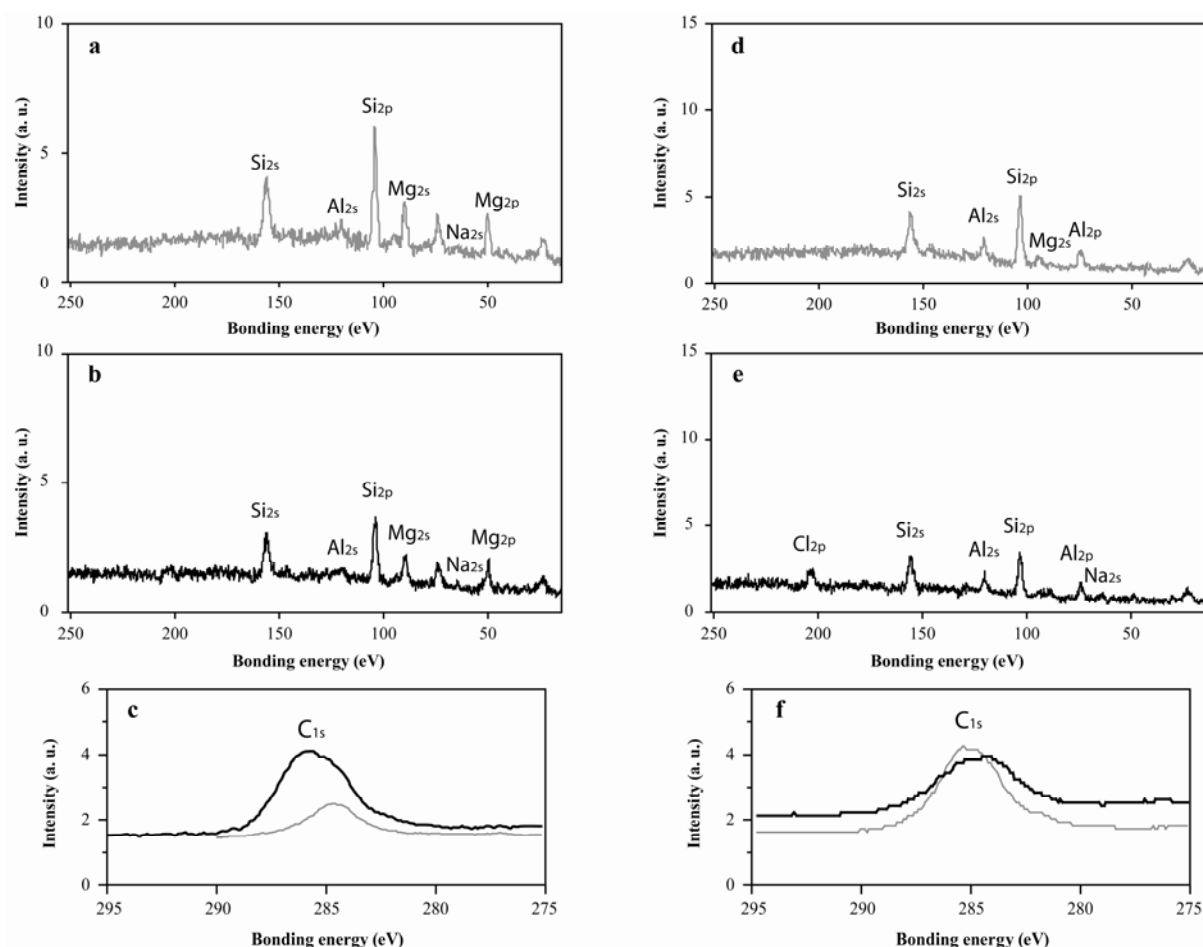 a
10
5
0
Intensity (a. u.)
Si2s
Al2s
Si2p
Mg2s
Na2s
Mg2p
250 200 150 100 50
Bonding energy (eV)
d
15
10
5
0
Intensity (a. u.)
Si2s
Al2s
Si2p
Mg2s
Al2p
250 200 150 100 50
Bonding energy (eV)
b
10
5
0
Intensity (a. u.)
Si2s
Al2s
Si2p
Mg2s
Na2s
Mg2p
250 200 150 100 50
Bonding energy (eV)
e
15
10
5
0
Intensity (a. u.)
Cl2p
Si2s
Al2s
Si2p
Al2p
Na2s
250 200 150 100 50
Bonding energy (eV)
c
6
4
2
0
Intensity (a. u.)
C1s
295 290 285 280 275
Bonding energy (eV)
f
6
4
2
0
Intensity (a. u.)
C1s
295 290 285 280 275
Bonding energy (eV)